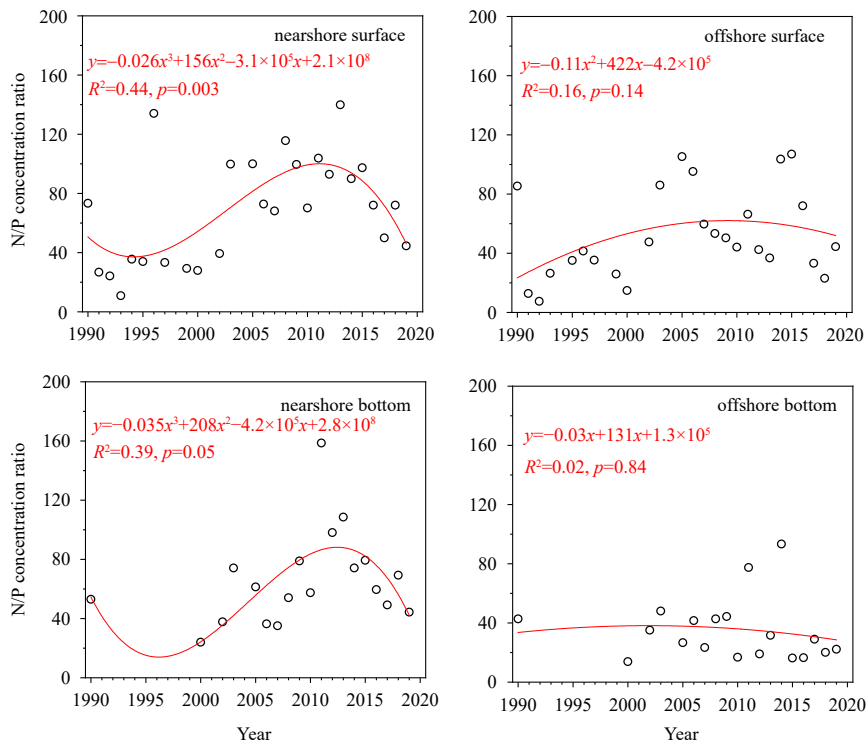 nearshore surface
y=−0.026x³+156x²−3.1×10⁵x+2.1×10⁸
R²=0.44, p=0.003
N/P concentration ratio
200
160
120
80
40
0
1990 1995 2000 2005 2010 2015 2020
offshore surface
y=−0.11x²+422x−4.2×10⁵
R²=0.16, p=0.14
200
160
120
80
40
0
1990 1995 2000 2005 2010 2015 2020
nearshore bottom
y=−0.035x³+208x²−4.2×10⁵x+2.8×10⁸
R²=0.39, p=0.05
N/P concentration ratio
200
160
120
80
40
0
1990 1995 2000 2005 2010 2015 2020
Year
offshore bottom
y=−0.03x+131x+1.3×10⁵
R²=0.02, p=0.84
200
160
120
80
40
0
1990 1995 2000 2005 2010 2015 2020
Year